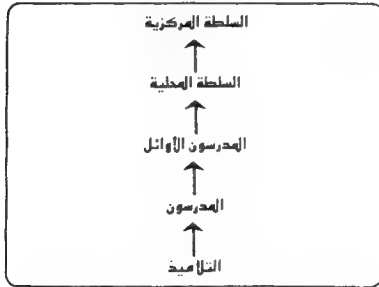 السلطة المركزية
السلطة المحلية
المدرسون الأوائل
المدرسون
التلاميذ